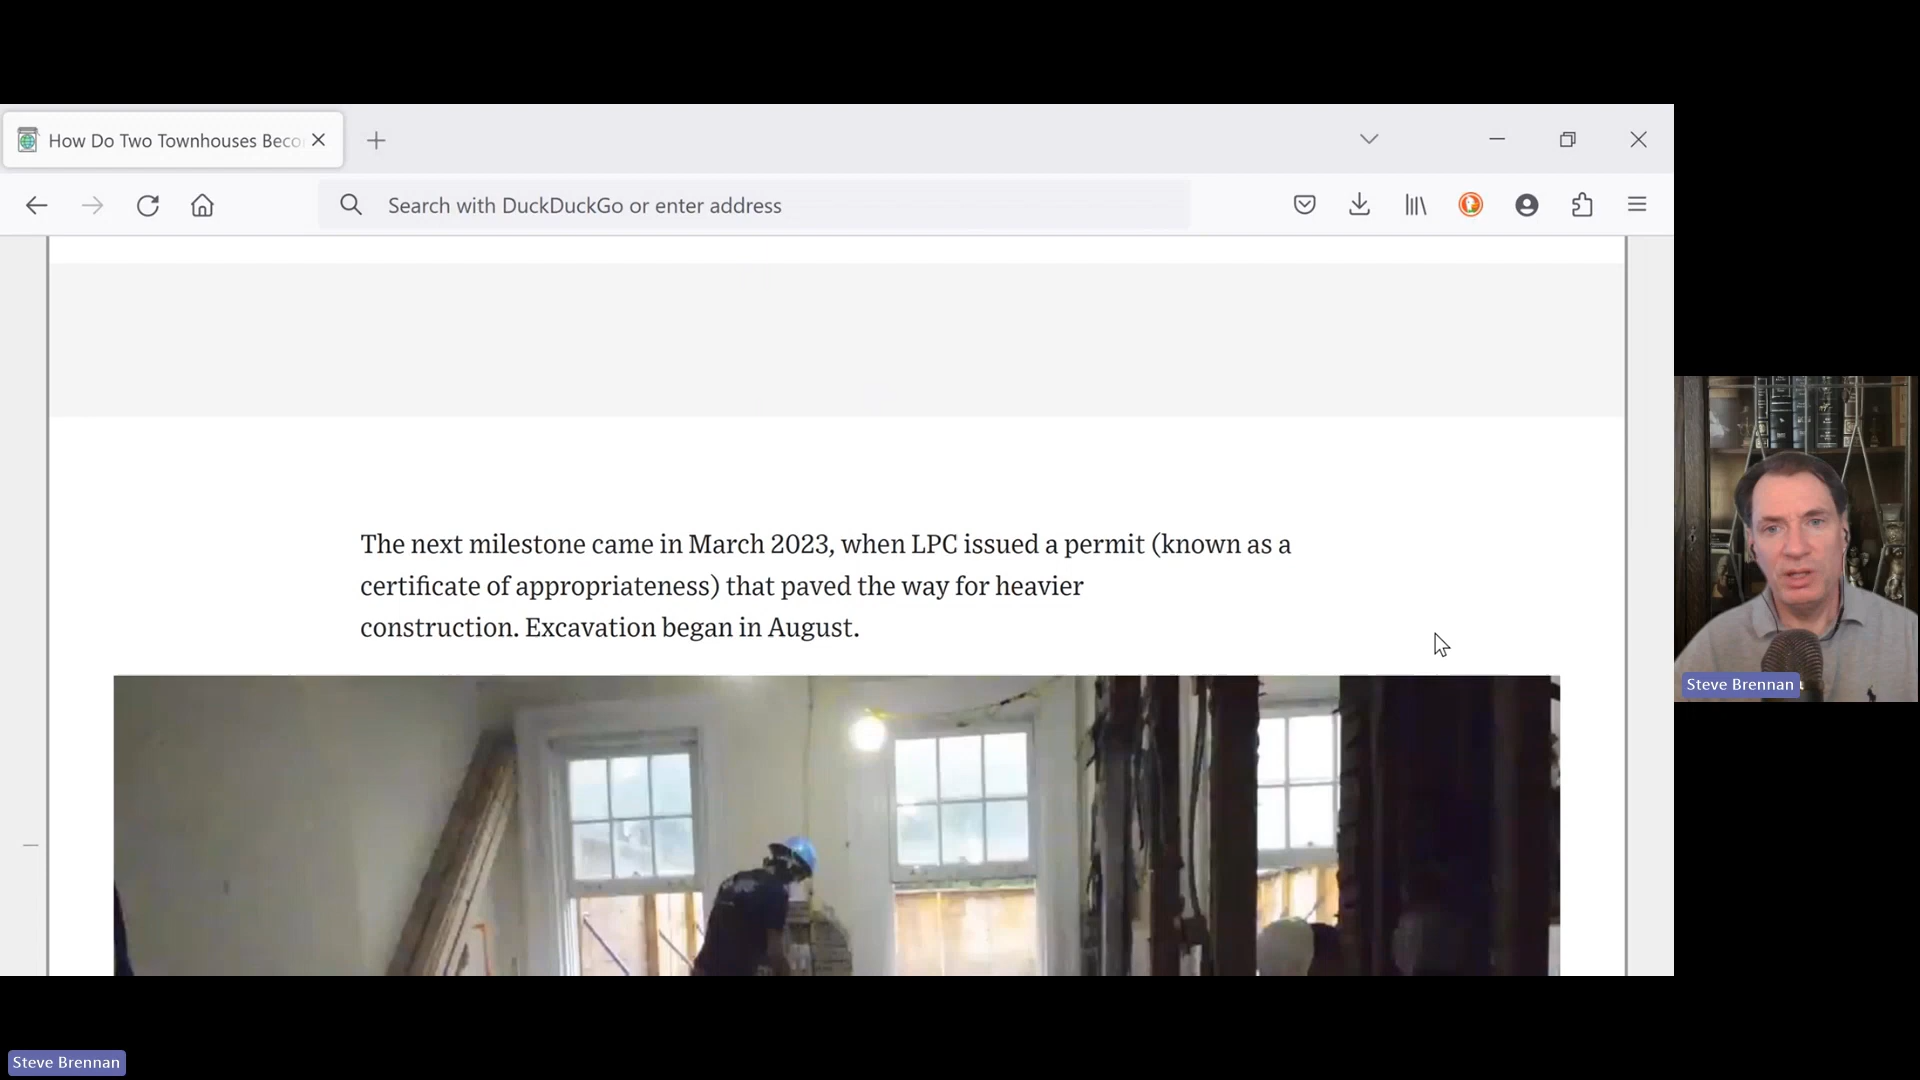 How Do Two Townhouses Beco
Search with DuckDuckGo or enter address
The next milestone came in March 2023, when LPC issued a permit (known as a
certificate of appropriateness) that paved the way for heavier
construction. Excavation began in August.
Steve Brennan
Steve Brennan